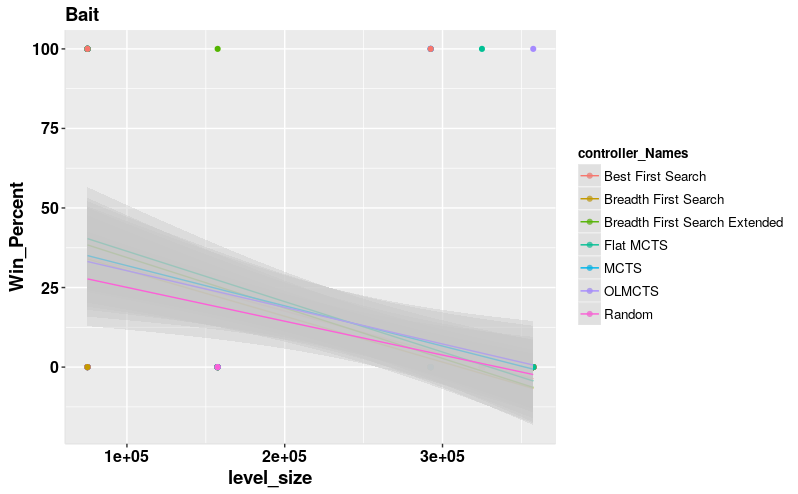 Bait
100
75
50
25
0
Win_Percent
1e+05
2e+05
3e+05
level_size
controller_Names
Best First Search
Breadth First Search
Breadth First Search Extended
Flat MCTS
MCTS
OLMCTS
Random